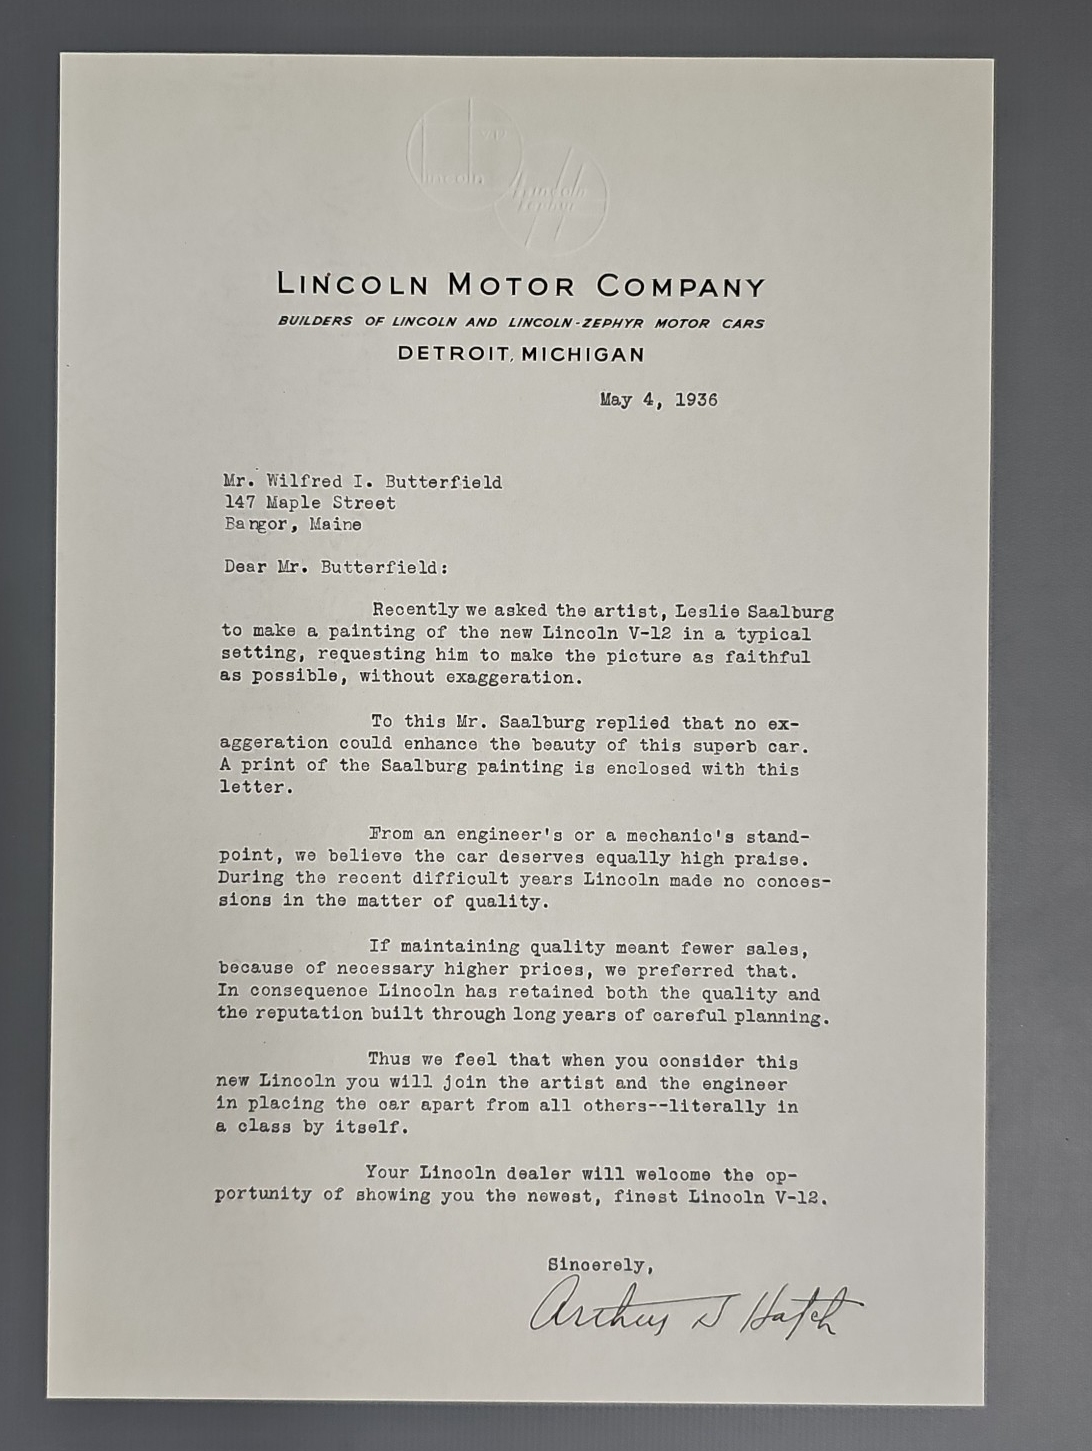 V-12
Lincoln
Lincoln
Zephyr
LINCOLN MOTOR COMPANY
BUILDERS OF LINCOLN AND LINCOLN-ZEPHYR MOTOR CARS
DETROIT, MICHIGAN
May 4, 1936
Mr. Wilfred I. Butterfield
147 Maple Street
Bangor, Maine
Dear Mr. Butterfield:
Recently we asked the artist, Leslie Saalburg
to make a painting of the new Lincoln V-12 in a typical
setting, requesting him to make the picture as faithful
as possible, without exaggeration.
To this Mr. Saalburg replied that no ex-
aggeration could enhance the beauty of this superb car.
A print of the Saalburg painting is enclosed with this
letter.
From an engineer's or a mechanic's stand-
point, we believe the car deserves equally high praise.
During the recent difficult years Lincoln made no conces-
sions in the matter of quality.
If maintaining quality meant fewer sales,
because of necessary higher prices, we preferred that.
In consequence Lincoln has retained both the quality and
the reputation built through long years of careful planning.
Thus we feel that when you consider this
new Lincoln you will join the artist and the engineer
in placing the car apart from all others--literally in
a class by itself.
Your Lincoln dealer will welcome the op-
portunity of showing you the newest, finest Lincoln V-12.
Sincerely,
Arthur S Hatch